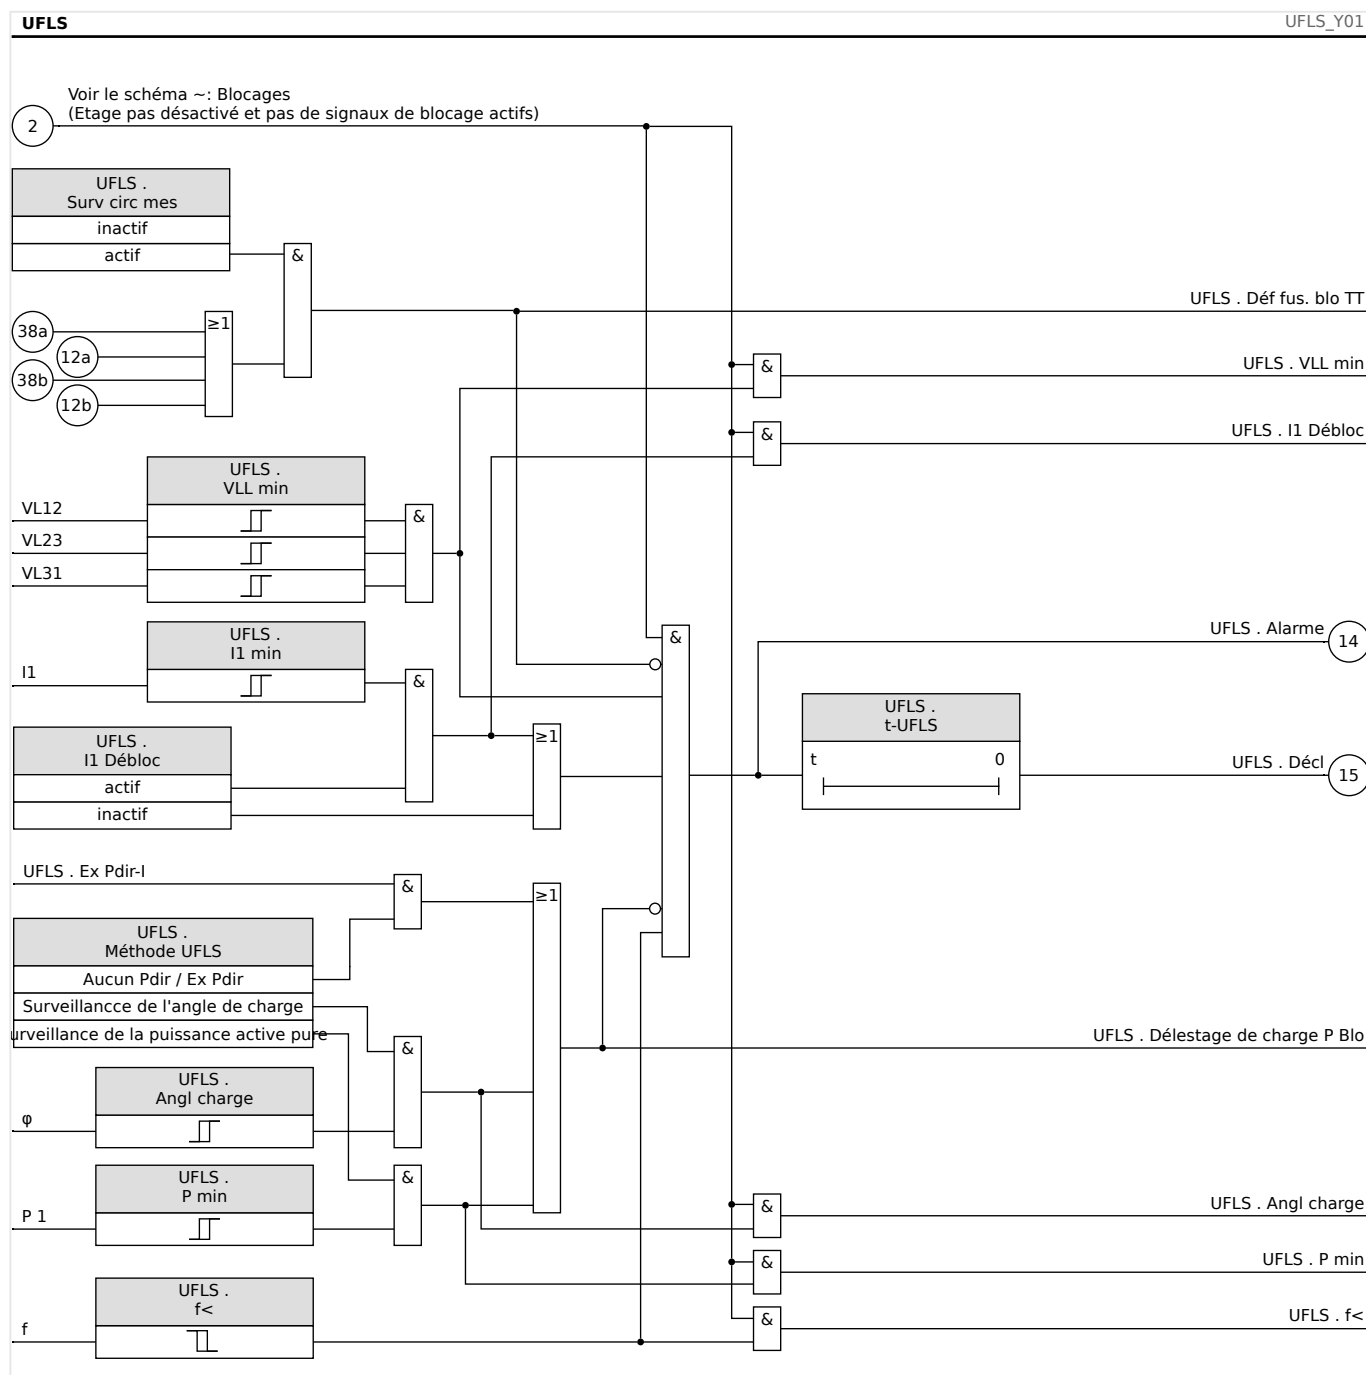 UFLS
UFLS_Y01
Voir le schéma ~: Blocages
(Etage pas désactivé et pas de signaux de blocage actifs)
2
UFLS .
Surv circ mes
inactif
actif
&
UFLS . Déf fus. blo TT
38a
≥1
12a
38b
12b
&
UFLS . VLL min
&
UFLS . I1 Débloc
UFLS .
VLL min
VL12
VL23
VL31
&
UFLS .
I1 min
I1
&
&
UFLS . Alarme
14
UFLS .
I1 Débloc
actif
inactif
≥1
UFLS .
t-UFLS
t
0
UFLS . Décl
15
UFLS . Ex Pdir-I
&
≥1
UFLS .
Méthode UFLS
Aucun Pdir / Ex Pdir
Surveillancce de l'angle de charge
urveillance de la puissance active pure
&
UFLS . Délestage de charge P Blo
UFLS .
Angl charge
φ
UFLS .
P min
P 1
&
&
UFLS . Angl charge
&
UFLS . P min
UFLS .
f<
f
&
UFLS . f<